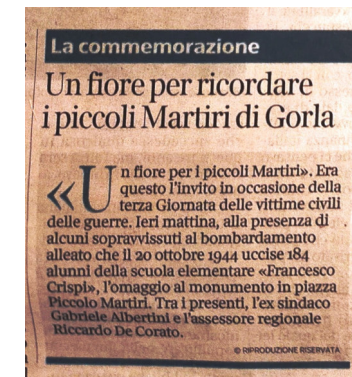 La commemorazione
Un fiore per ricordare
i piccoli Martiri di Gorla
«Un fiore per i piccoli Martiri». Era
questo l'invito in occasione della
terza Giornata delle vittime civili
delle guerre. Ieri mattina, alla presenza di
alcuni sopravvissuti al bombardamento
alleato che il 20 ottobre 1944 uccise 184
alunni della scuola elementare «Francesco
Crispi», l'omaggio al monumento in piazza
Piccolo Martiri. Tra i presenti, l'ex sindaco
Gabriele Albertini e l'assessore regionale
Riccardo De Corato.
© RIPRODUZIONE RISERVATA